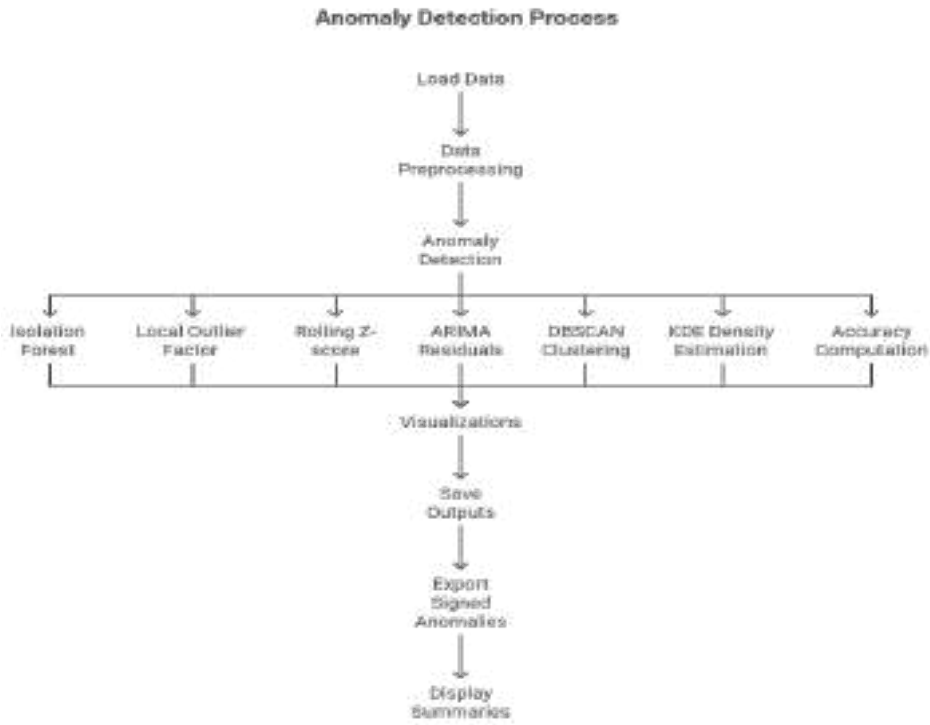 Anomaly Detection Process
Load Data
Data
Preprocessing
Anomaly
Detection
Isolation
Forest
Local Outlier
Factor
Rolling Z-
score
ARIMA
Residuals
DBSCAN
Clustering
KDE Density
Estimation
Accuracy
Computation
Visualizations
Save
Outputs
Export
Signed
Anomalies
Display
Summaries